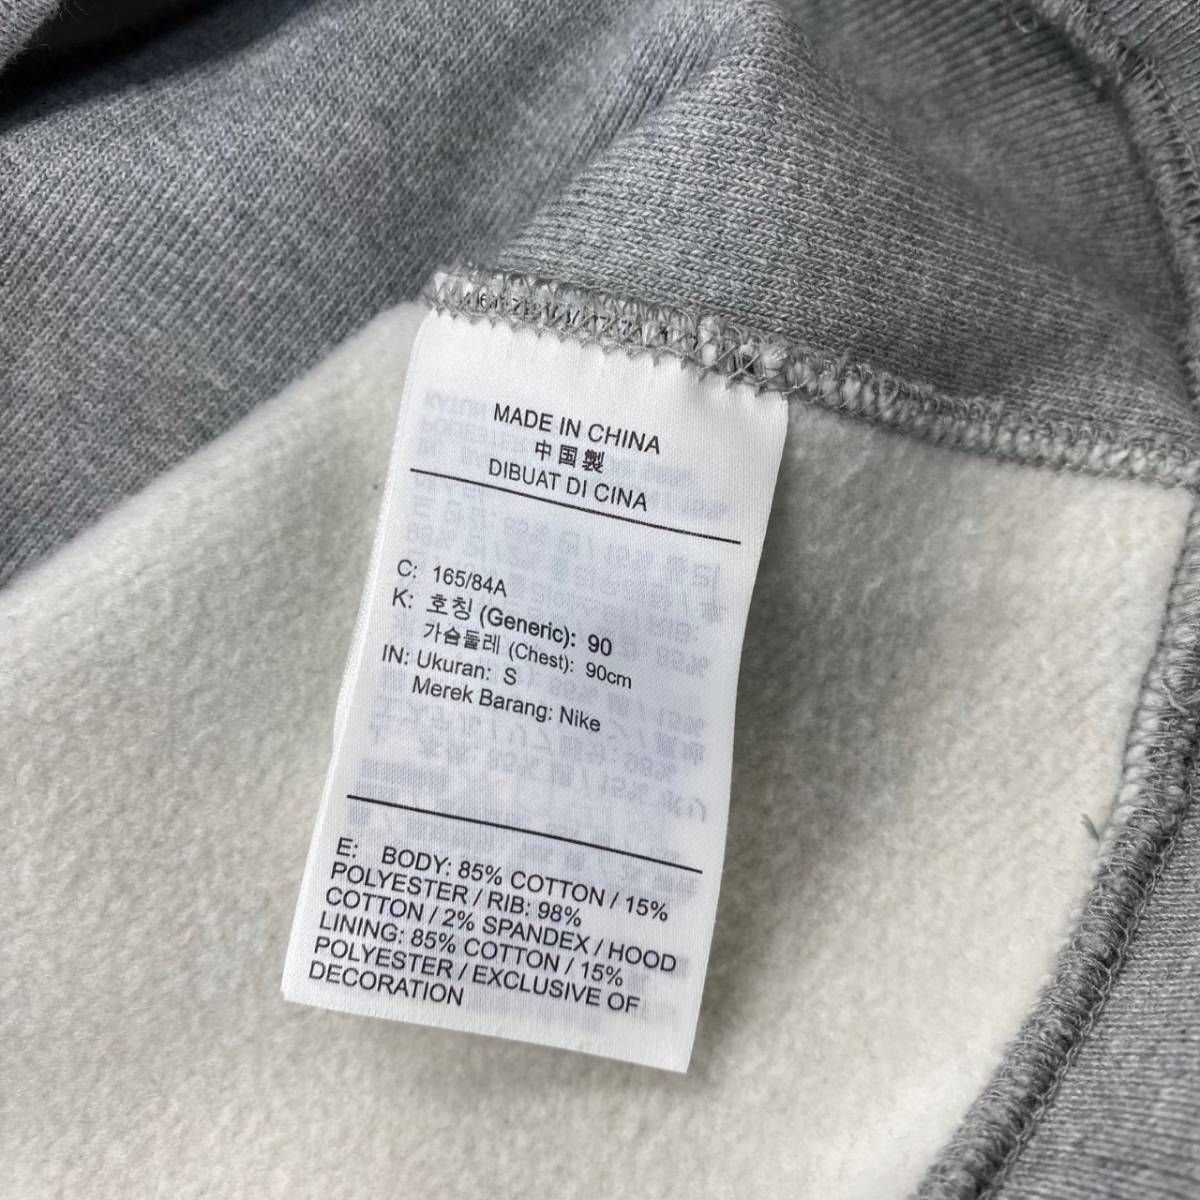 MADE IN CHINA
中国製
DIBUAT DI CINA
C: 165/84A
K: 호칭 (Generic): 90
가슴둘레 (Chest): 90cm
IN: Ukuran: S
Merek Barang: Nike
E: BODY: 85% COTTON / 15%
POLYESTER / RIB: 98%
COTTON / 2% SPANDEX / HOOD
LINING: 85% COTTON / 15%
POLYESTER / EXCLUSIVE OF
DECORATION